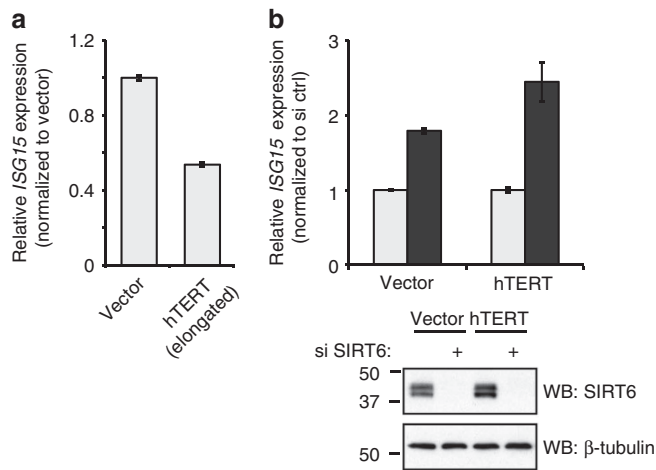 a
Relative ISG15 expression
(normalized to vector)
1.2
0.8
0.4
0
Vector
hTERT
(elongated)
b
Relative ISG15 expression
(normalized to si ctrl)
3
2
1
0
Vector
hTERT
Vector hTERT
si SIRT6: + +
50
37
WB: SIRT6
50
WB: β-tubulin